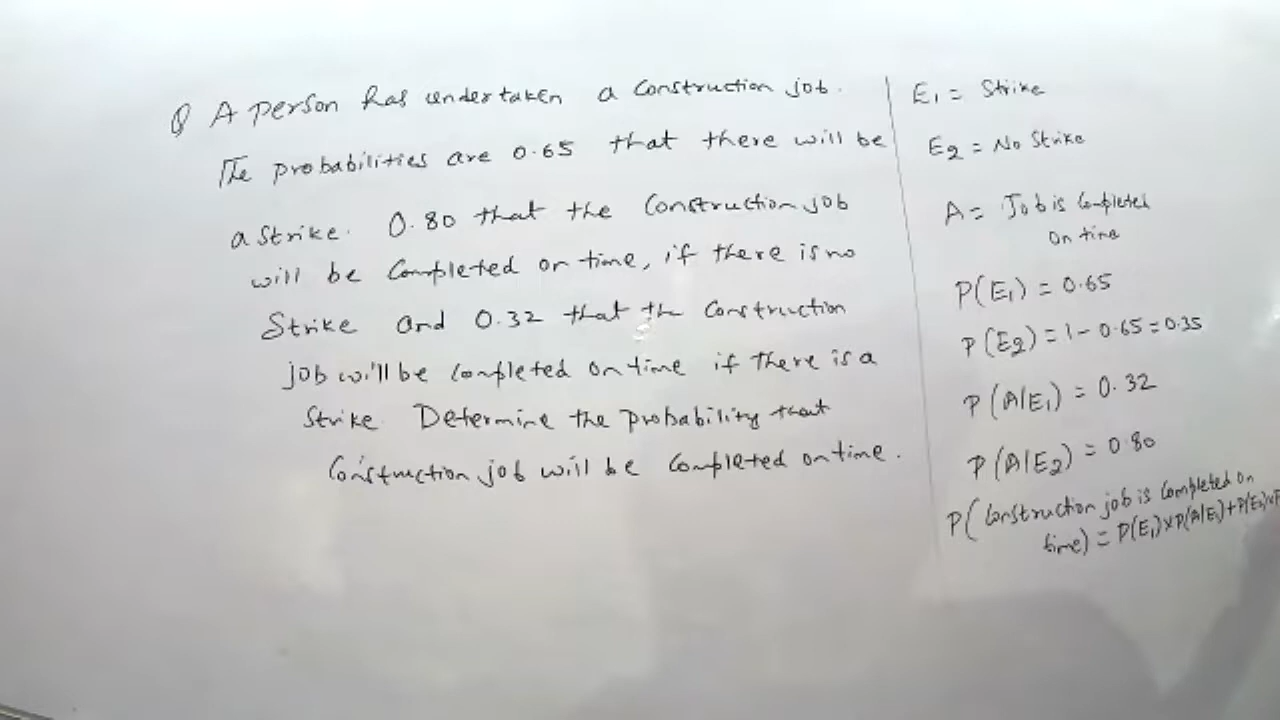 Q A person has undertaken a construction job.
The probabilities are 0.65 that there will be
a strike. 0.80 that the construction job
will be completed on time, if there is no
Strike and 0.32 that the construction
job will be completed on time if there is a
Strike. Determine the probability that
Construction job will be completed on time.
E₁ = Strike
E₂ = No Strike
A = Job is completed
on time
P(E₁) = 0.65
P(E₂) = 1 - 0.65 = 0.35
P(A|E₁) = 0.32
P(A|E₂) = 0.80
P(Construction job is completed on
time) = P(E₁)×P(A|E₁)+P(E₂)×P